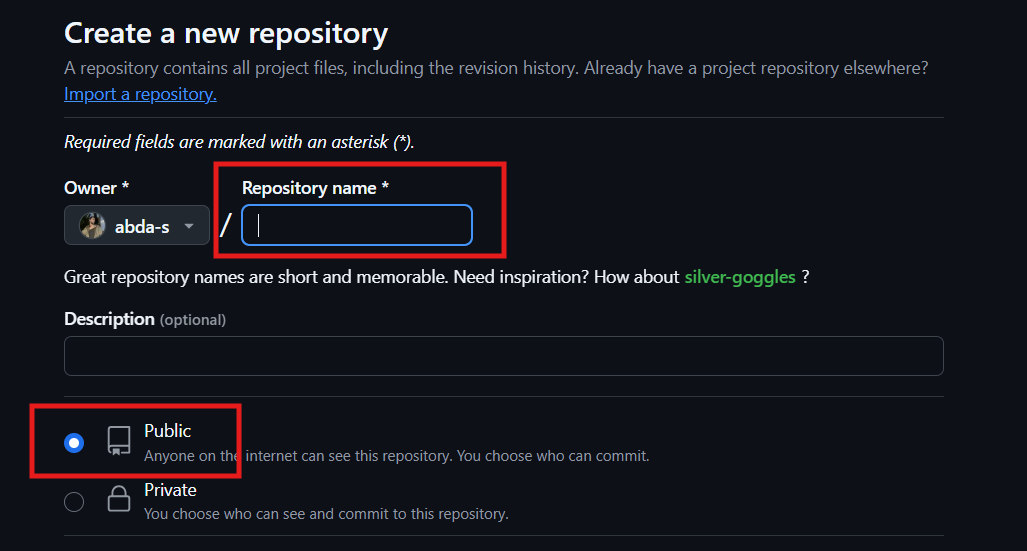 Create a new repository
A repository contains all project files, including the revision history. Already have a project repository elsewhere?
Import a repository.
Required fields are marked with an asterisk (*).
Owner * Repository name *
abda-s /
Great repository names are short and memorable. Need inspiration? How about silver-goggles ?
Description (optional)
Public
Anyone on the internet can see this repository. You choose who can commit.
Private
You choose who can see and commit to this repository.